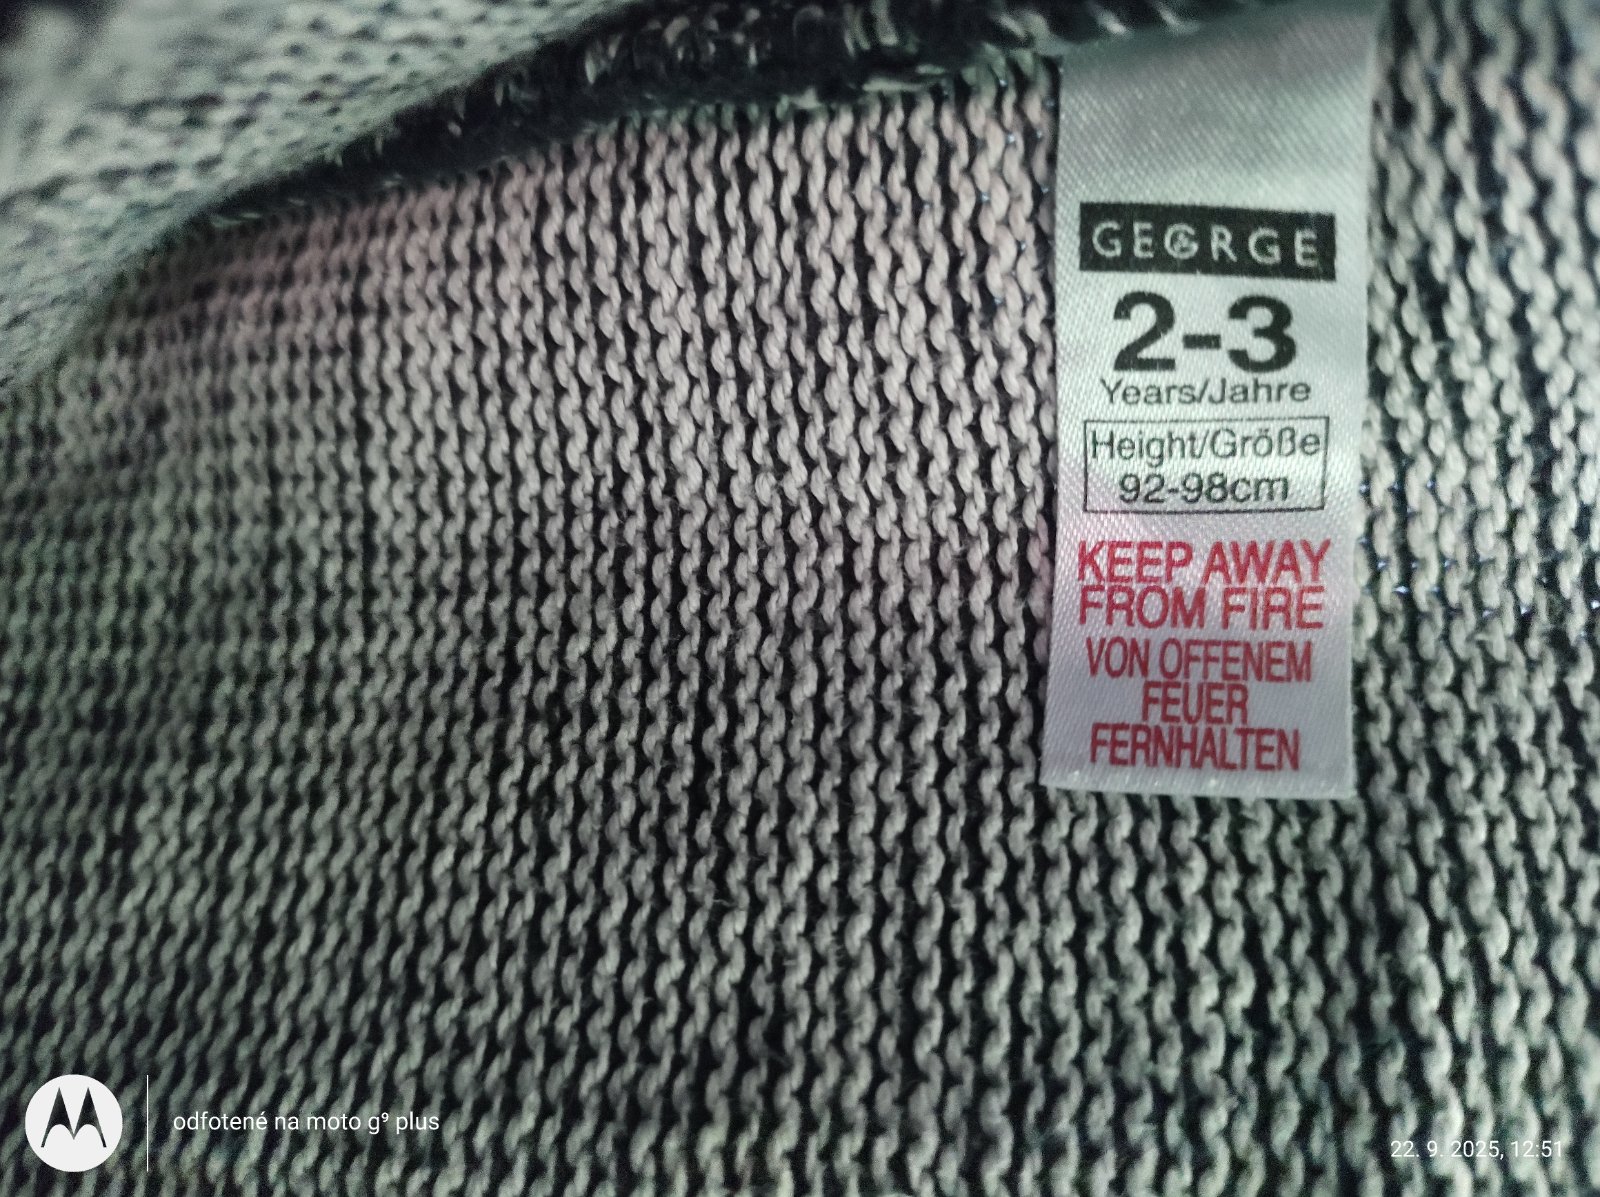 GEORGE
2-3
Years/Jahre
Height/Größe
92-98cm
KEEP AWAY
FROM FIRE
VON OFFENEM
FEUER
FERNHALTEN
odfotené na moto g⁹ plus
22. 9. 2025, 12:51